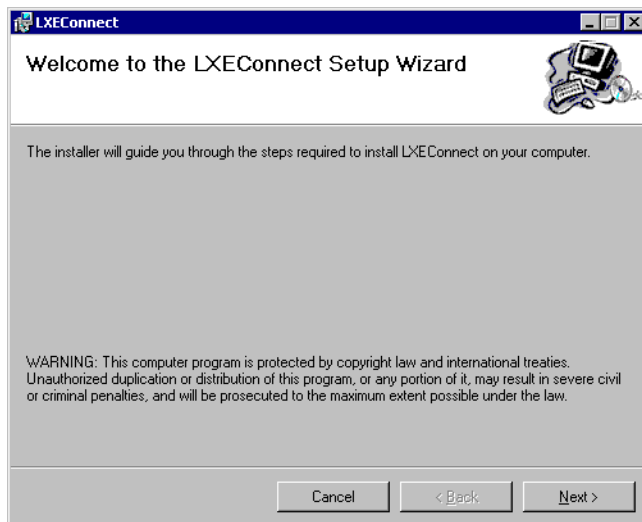 LXEConnect
Welcome to the LXEConnect Setup Wizard
The installer will guide you through the steps required to install LXEConnect on your computer.
WARNING: This computer program is protected by copyright law and international treaties.
Unauthorized duplication or distribution of this program, or any portion of it, may result in severe civil
or criminal penalties, and will be prosecuted to the maximum extent possible under the law.
Cancel
< Back
Next >